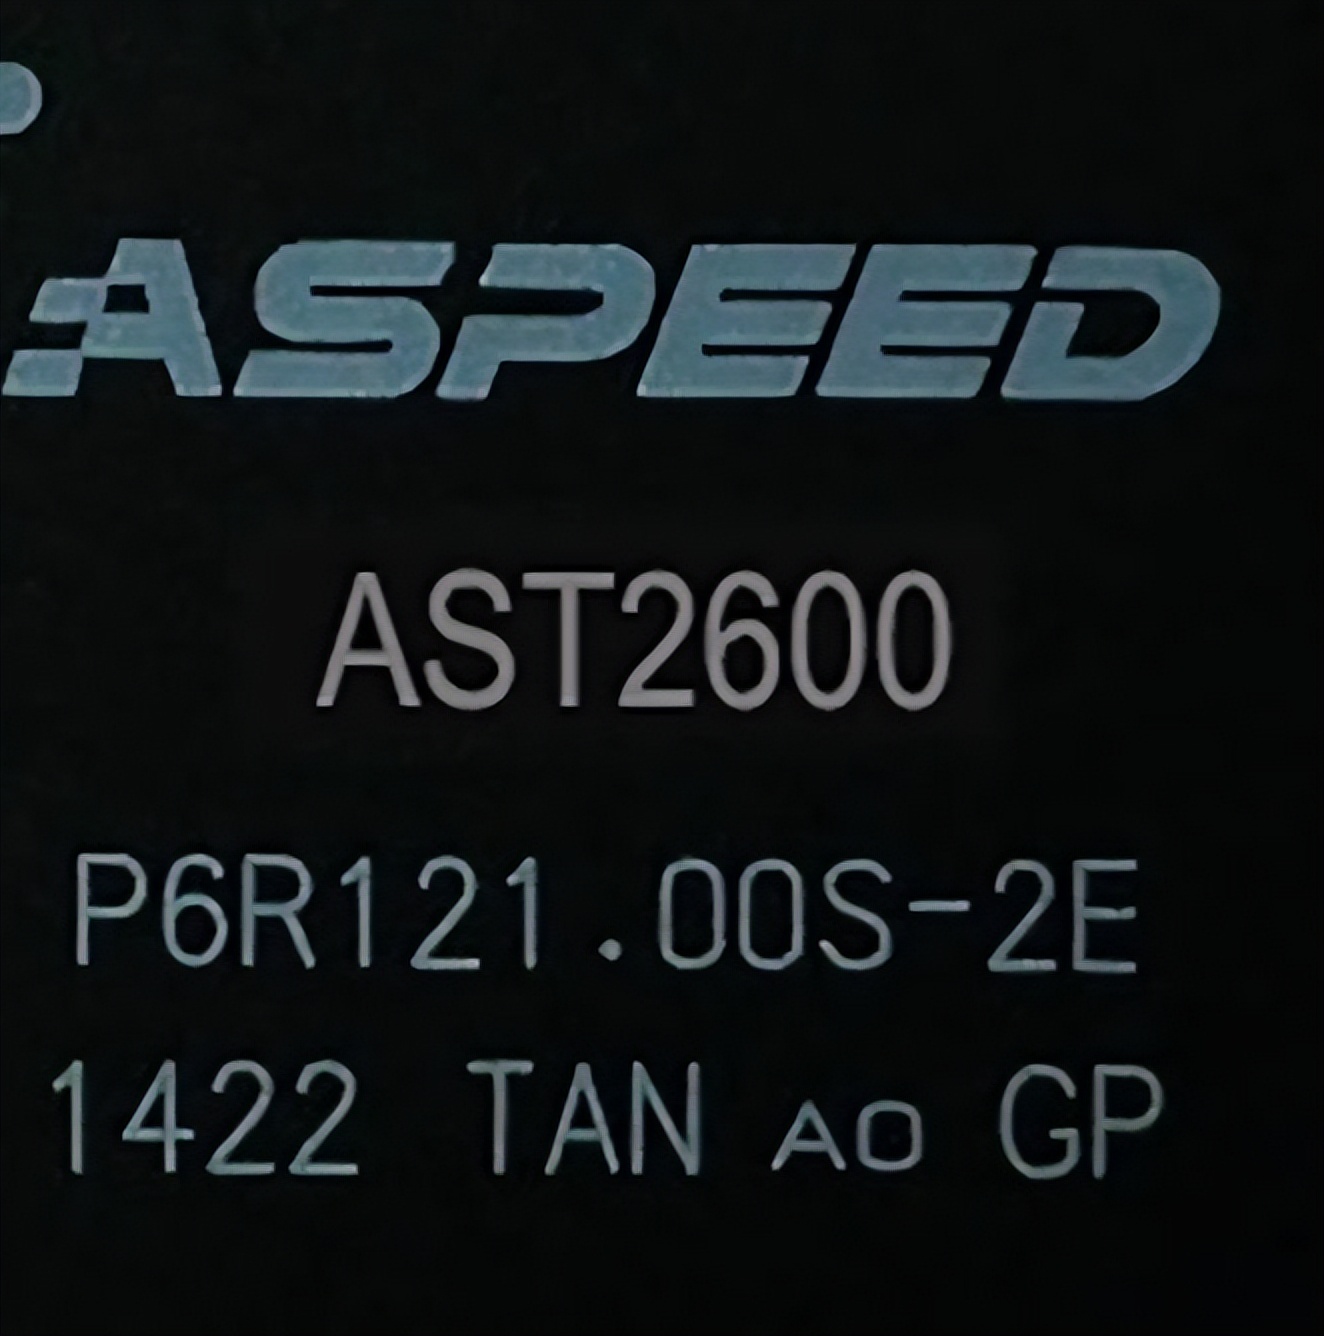 ASPEED
AST2600
P6R121.00S-2E
1422 TAN A0 GP